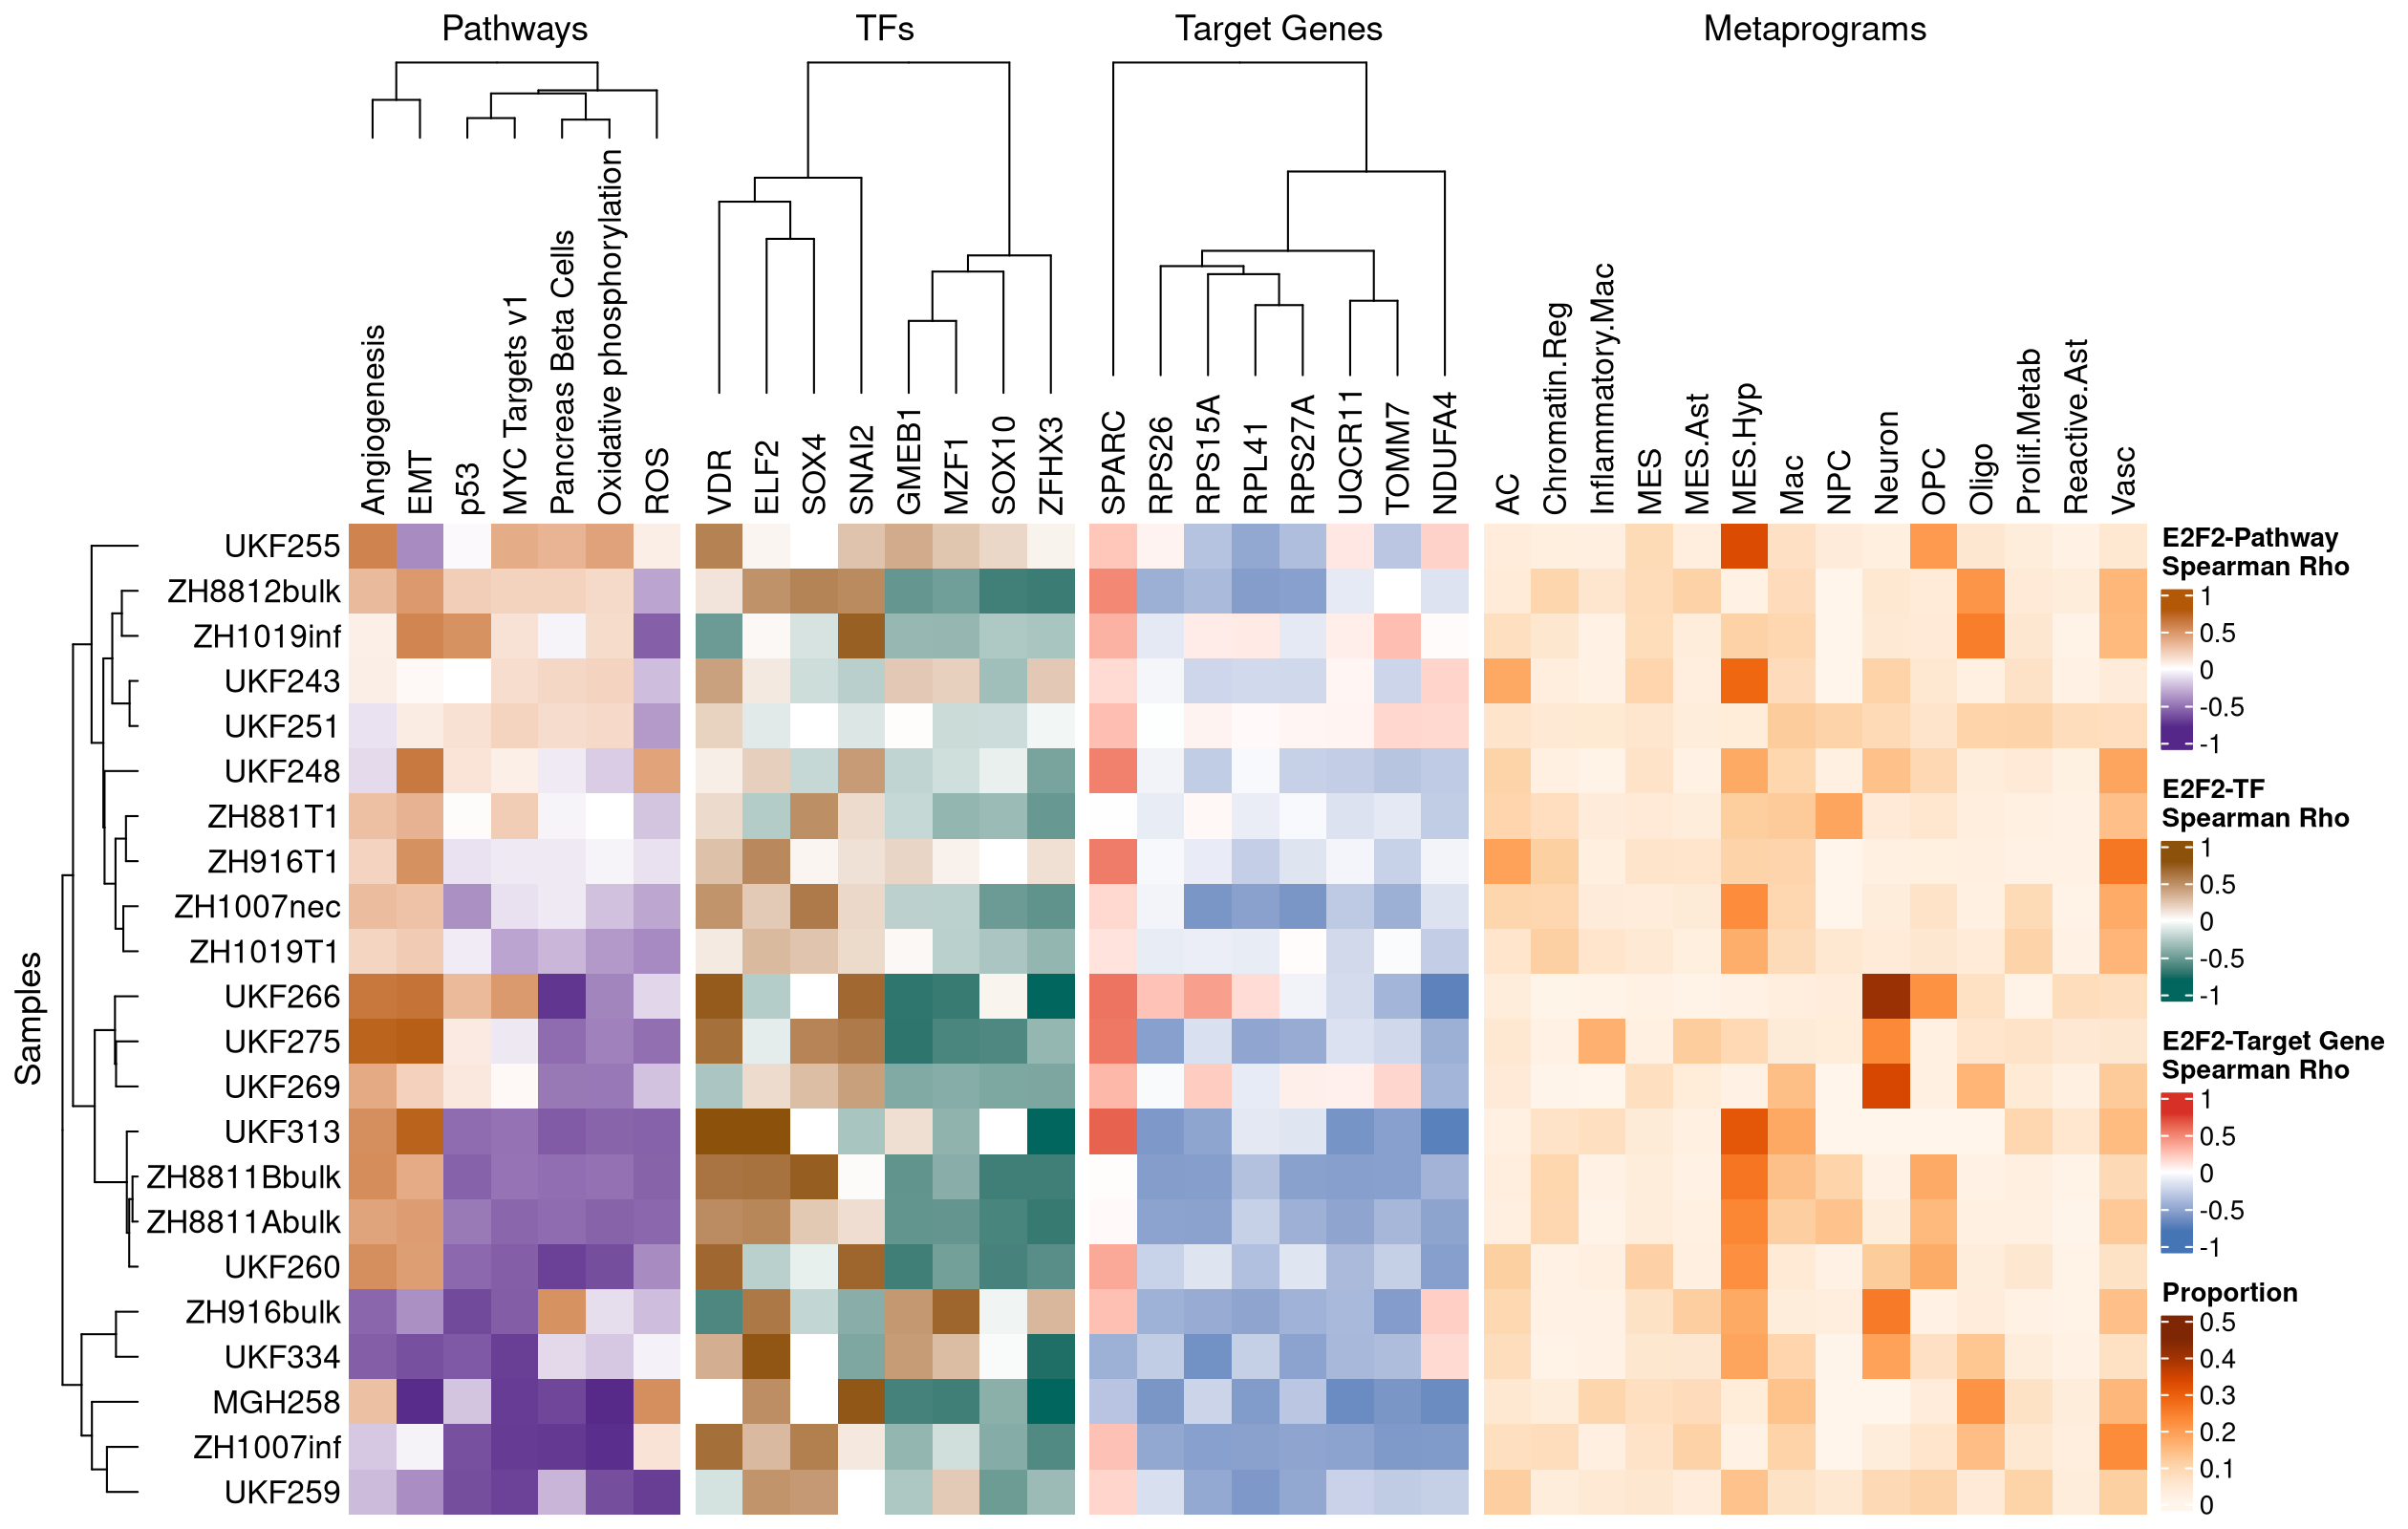 Pathways
TFs
Target Genes
Metaprograms
Angiogenesis
EMT
p53
MYC Targets v1
Pancreas Beta Cells
Oxidative phosphorylation
ROS
VDR
ELF2
SOX4
SNAI2
GMEB1
MZF1
SOX10
ZFHX3
SPARC
RPS26
RPS15A
RPL41
RPS27A
UQCR11
TOMM7
NDUFA4
AC
Chromatin.Reg
Inflammatory.Mac
MES
MES.Ast
MES.Hyp
Mac
NPC
Neuron
OPC
Oligo
Prolif.Metab
Reactive.Ast
Vasc
Samples
UKF255
ZH8812bulk
ZH1019inf
UKF243
UKF251
UKF248
ZH881T1
ZH916T1
ZH1007nec
ZH1019T1
UKF266
UKF275
UKF269
UKF313
ZH8811Bbulk
ZH8811Abulk
UKF260
ZH916bulk
UKF334
MGH258
ZH1007inf
UKF259
E2F2-Pathway
Spearman Rho
1
0.5
0
-0.5
-1
E2F2-TF
Spearman Rho
1
0.5
0
-0.5
-1
E2F2-Target Gene
Spearman Rho
1
0.5
0
-0.5
-1
Proportion
0.5
0.4
0.3
0.2
0.1
0